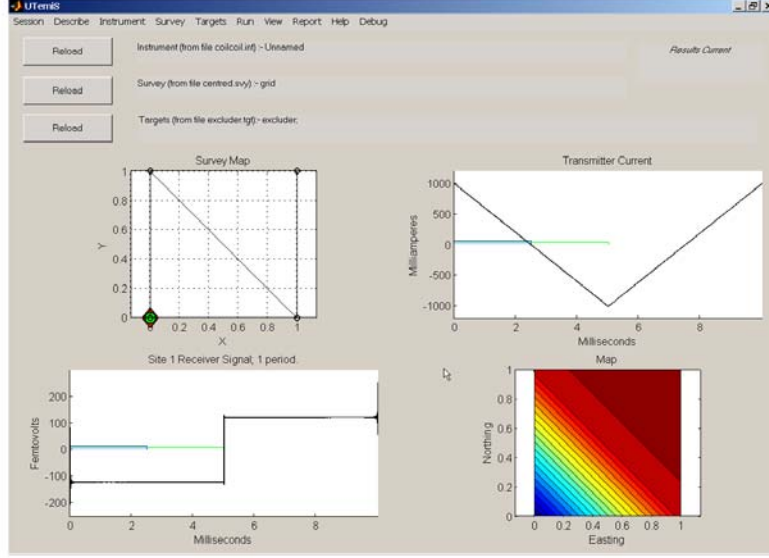 UTemiS
Session Describe Instrument Survey Targets Run View Report Help Debug
Reload
Instrument (from file coilcoil.int) :- Unnamed
Results Current
Reload
Survey (from file centred.svy) :- grid
Reload
Targets (from file excluder.tgf):- excluder;
Survey Map
1
0.8
0.6
0.4
0.2
0
Y
0 0.2 0.4 0.6 0.8 1
X
Transmitter Current
1000
500
0
-500
-1000
Milliamperes
0 2 4 6 8
Milliseconds
Site 1 Receiver Signal; 1 period.
200
100
0
-100
-200
Femtovolts
0 2 4 6 8
Milliseconds
Map
1
0.8
0.6
0.4
0.2
0
Northing
0 0.2 0.4 0.6 0.8 1
Easting